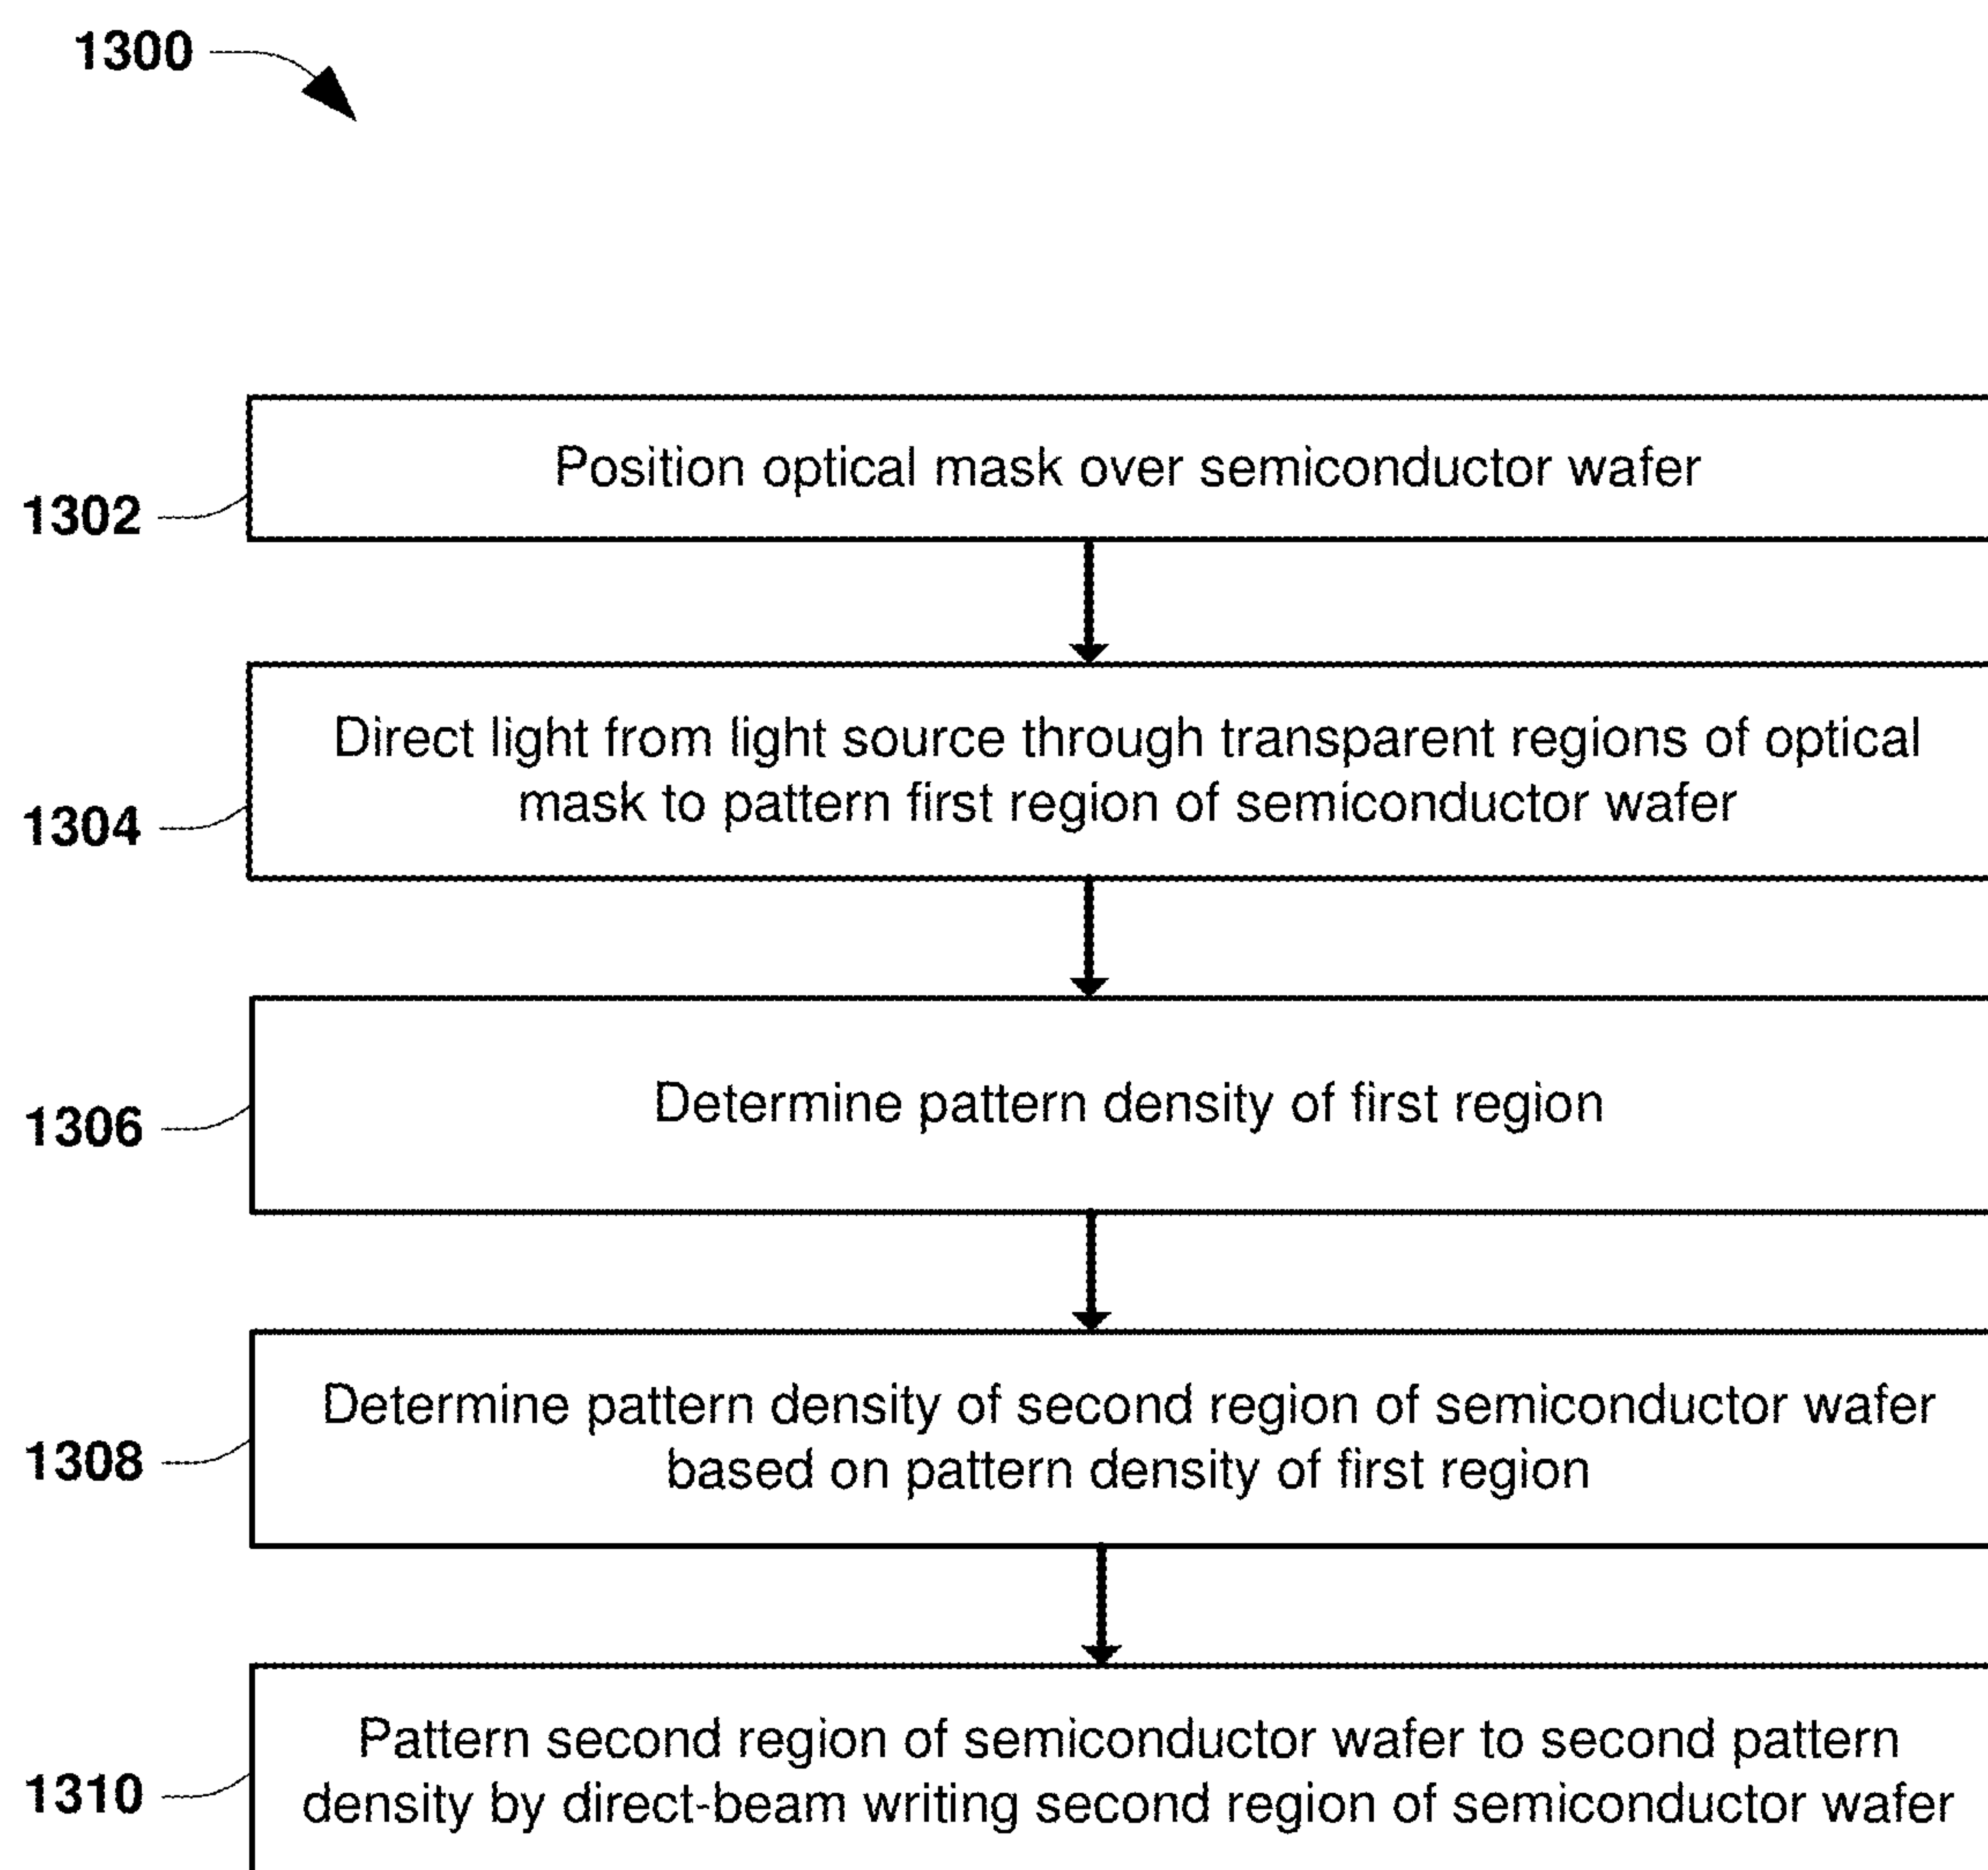 1300
Position optical mask over semiconductor wafer
1302
Direct light from light source through transparent regions of optical
mask to pattern first region of semiconductor wafer
1304
Determine pattern density of first region
1306
Determine pattern density of second region of semiconductor wafer
based on pattern density of first region
1308
Pattern second region of semiconductor wafer to second pattern
density by direct-beam writing second region of semiconductor wafer
1310